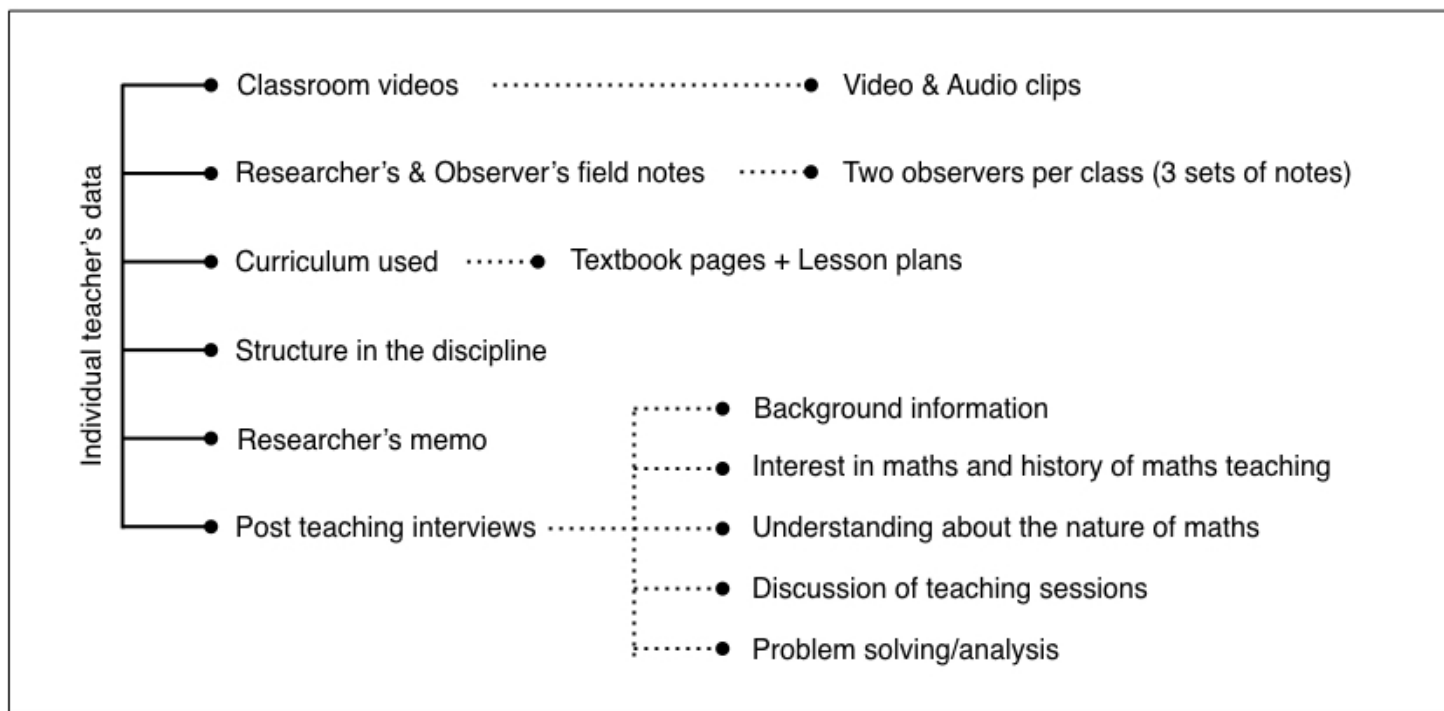 Individual teacher's data
Classroom videos
Video & Audio clips
Researcher's & Observer's field notes
Two observers per class (3 sets of notes)
Curriculum used
Textbook pages + Lesson plans
Structure in the discipline
Researcher's memo
Post teaching interviews
Background information
Interest in maths and history of maths teaching
Understanding about the nature of maths
Discussion of teaching sessions
Problem solving/analysis